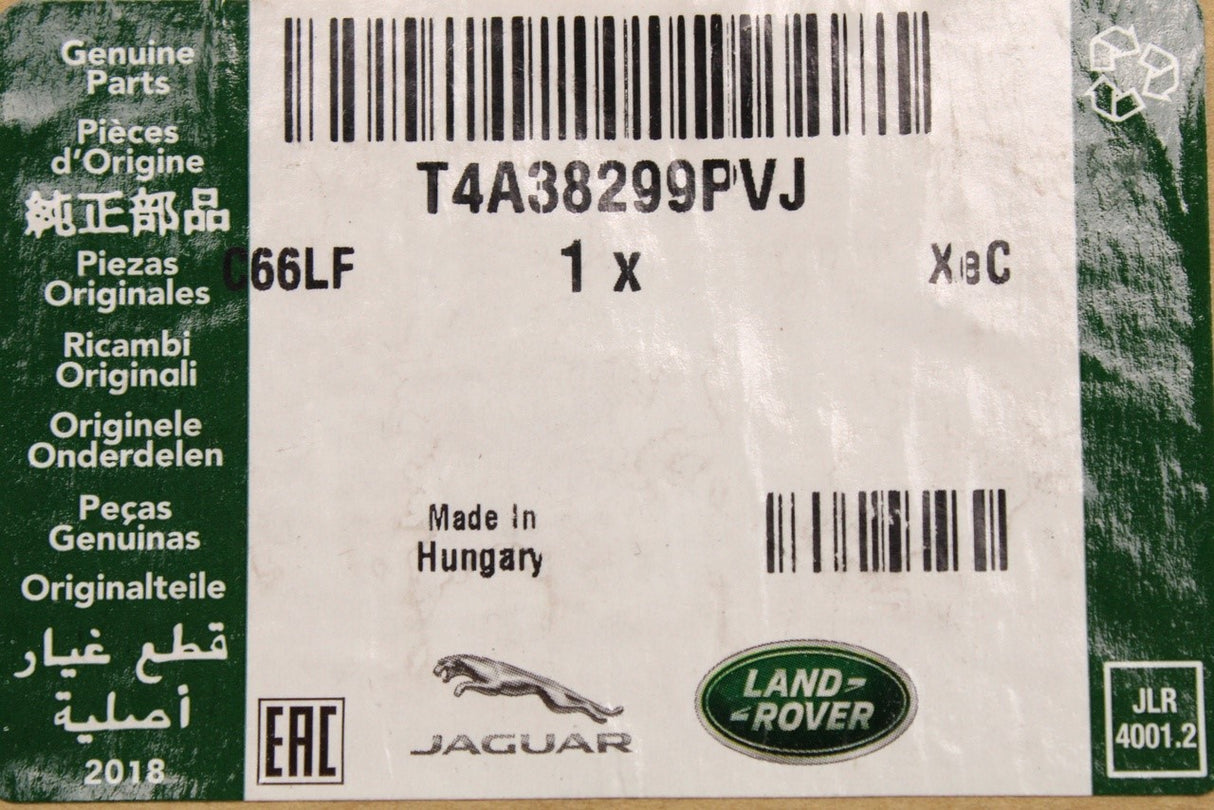 Genuine
Parts
Pièces
d'Origine
純正部品
Piezas
Originales
Ricambi
Originali
Originele
Onderdelen
Peças
Genuinas
Originalteile
قطع غيار
أصلية
2018
T4A38299PVJ
C66LF 1 x XeC
Made In
Hungary
EAC
JAGUAR
LAND-
-ROVER
JLR
4001.2